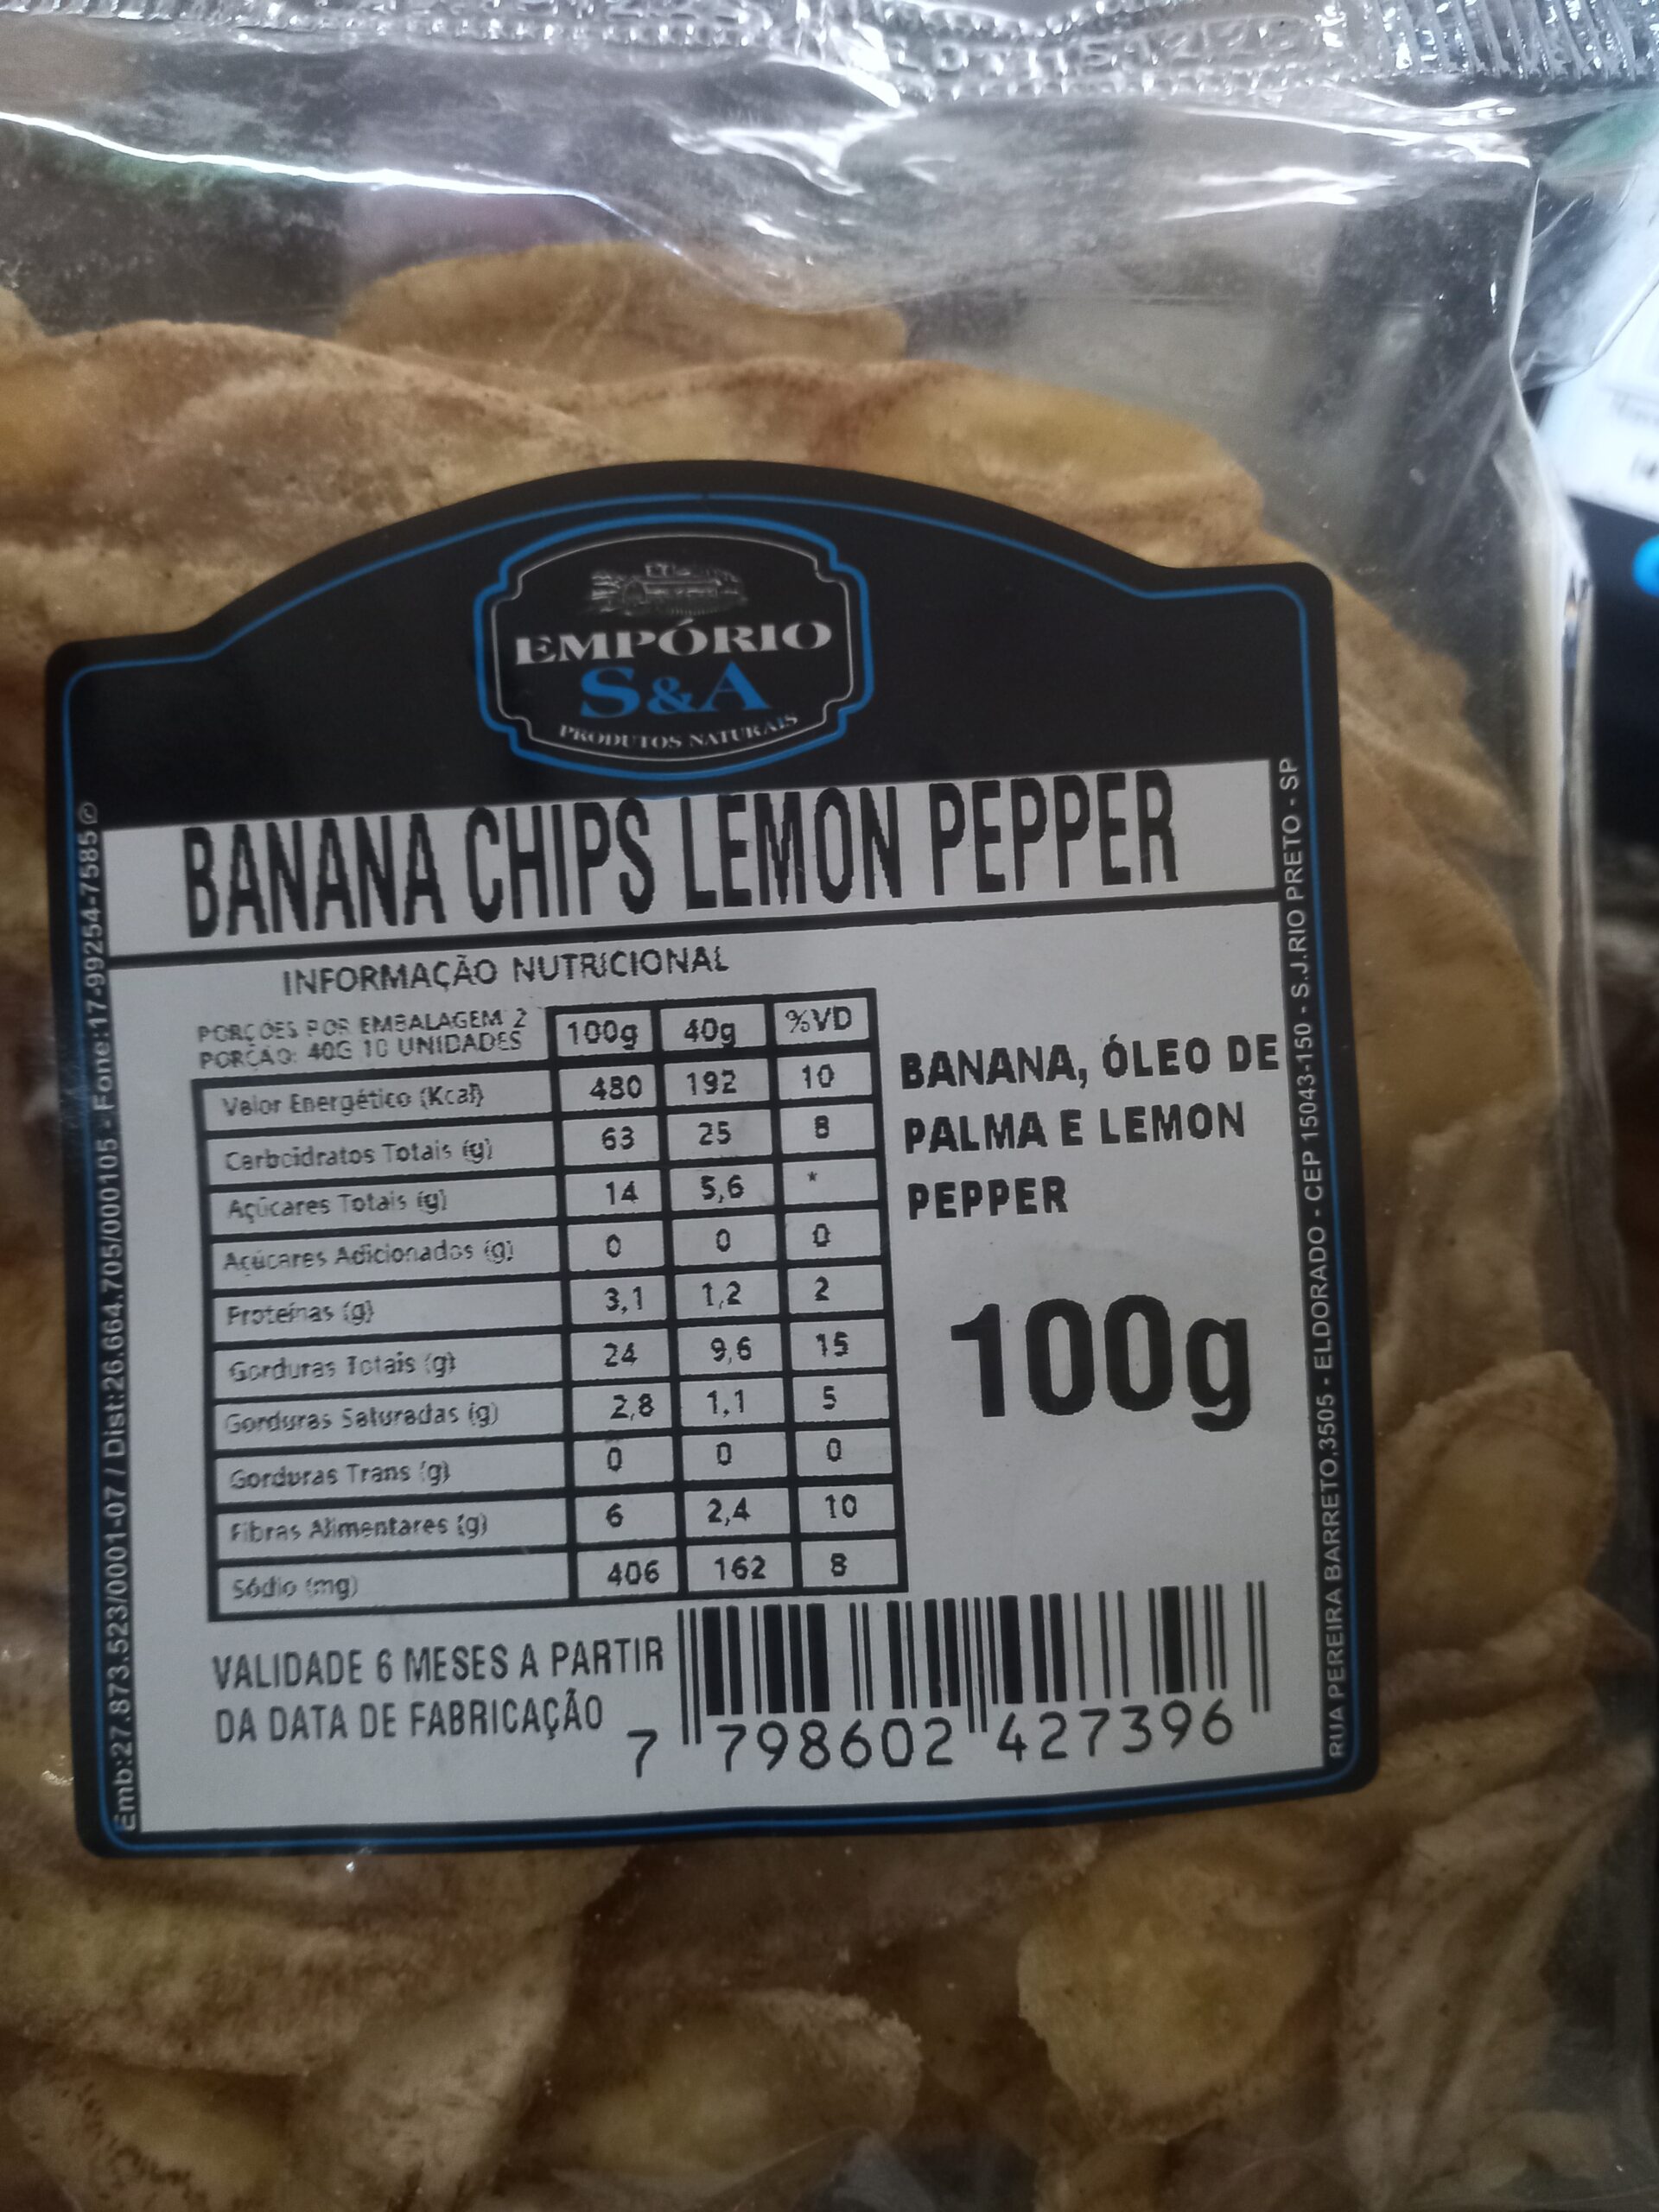 EMPÓRIO
S&A
PRODUTOS NATURAIS
BANANA CHIPS LEMON PEPPER
INFORMAÇÃO NUTRICIONAL
PORÇOES POR EMBALAGEM 2
PORÇÃO: 40G 10 UNIDADES
100g 40g %VD
Valor Energético (Kcal) 480 192 10
Carboidratos Totais (g) 63 25 8
Açúcares Totais (g) 14 5,6 *
Açúcares Adicionados (g) 0 0 0
Proteínas (g) 3,1 1,2 2
Gorduras Totais (g) 24 9,6 15
Gorduras Saturadas (g) 2,8 1,1 5
Gorduras Trans (g) 0 0 0
Fibras Alimentares (g) 6 2,4 10
Sódio (mg) 406 162 8
BANANA, ÓLEO DE
PALMA E LEMON
PEPPER
100g
VALIDADE 6 MESES A PARTIR
DA DATA DE FABRICAÇÃO
7 798602 427396
Emb:27.873.523/0001-07 / Dist:26.664.705/000105 - Fone:17-99254-7585
RUA PEREIRA BARRETO,3505 - ELDORADO - CEP 15043-150 - S.J.RIO PRETO - SP